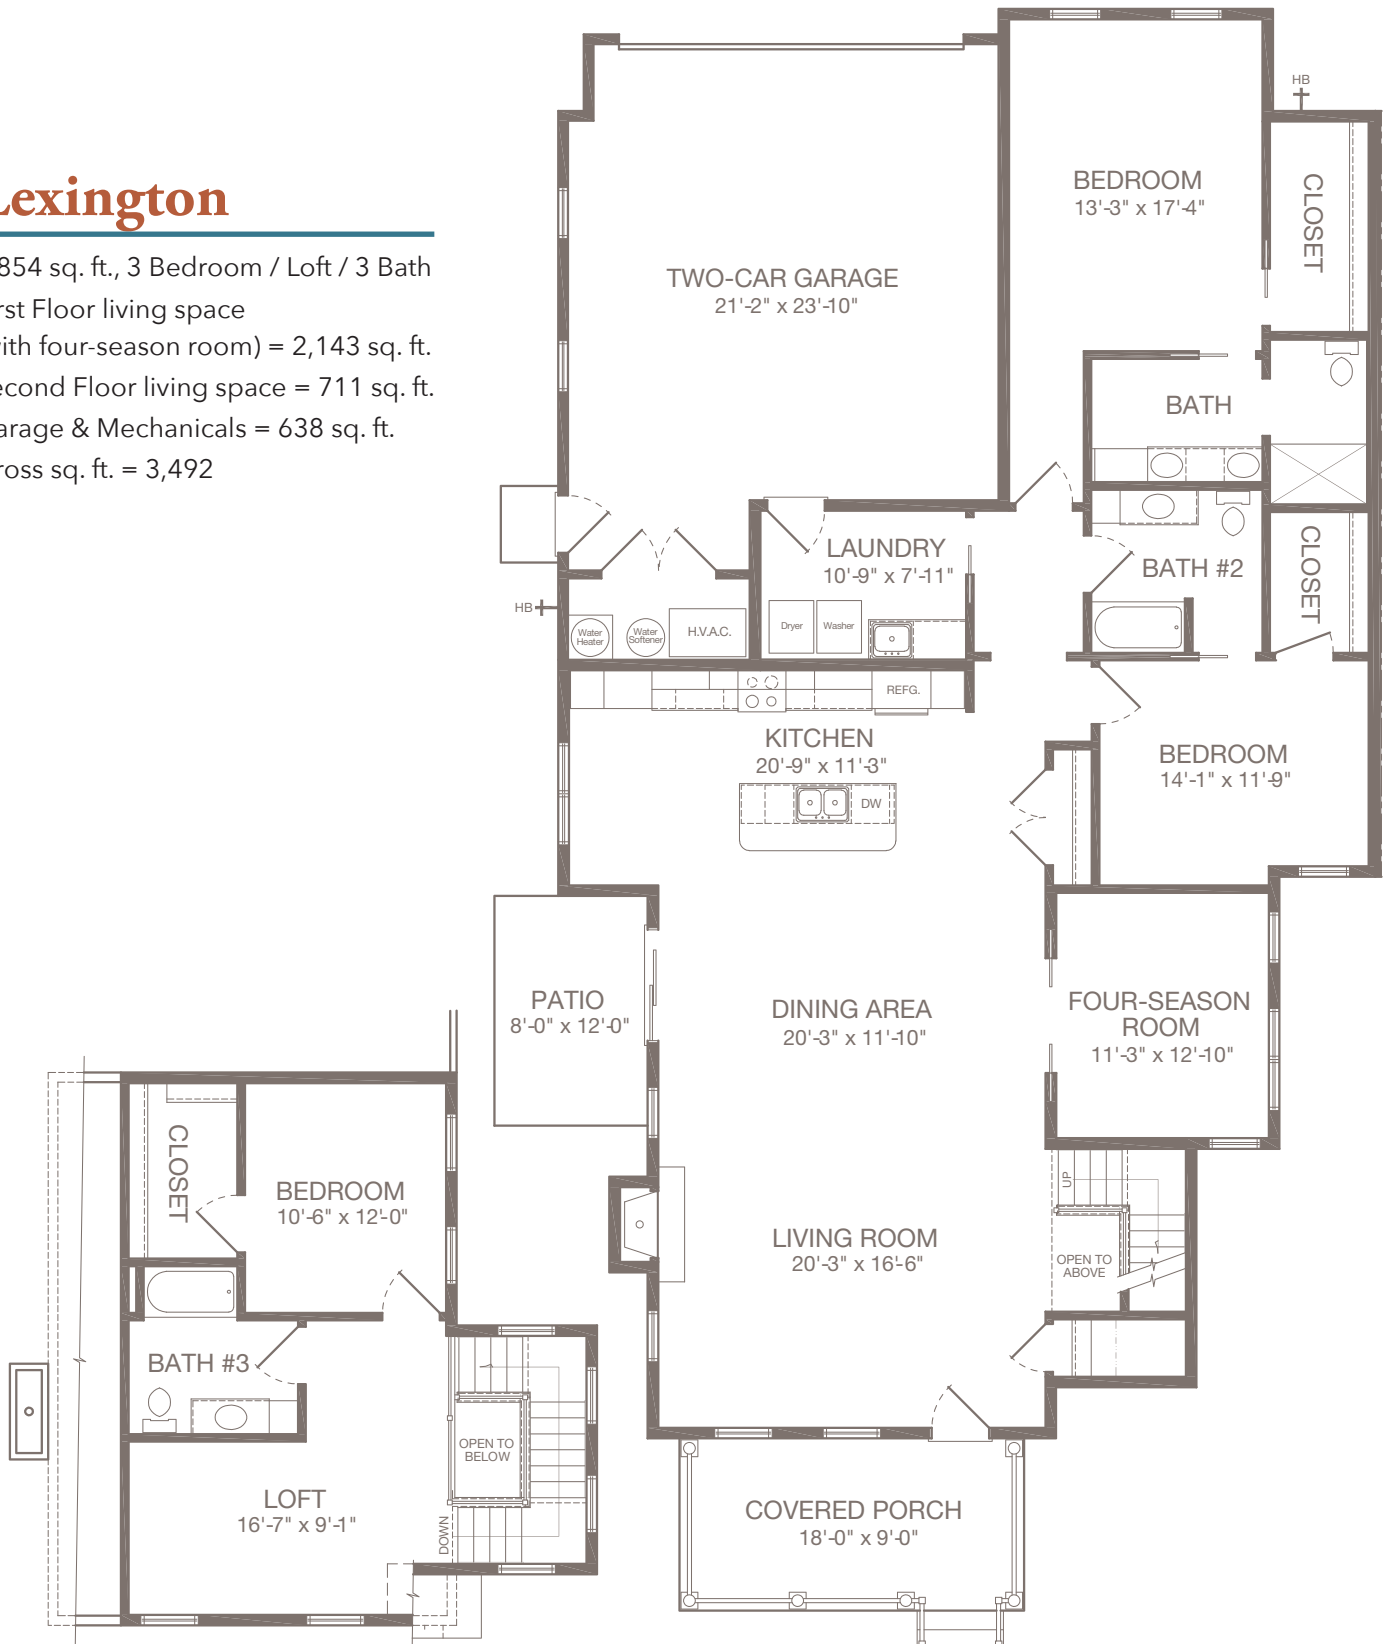 Lexington
854 sq. ft., 3 Bedroom / Loft / 3 Bath
rst Floor living space
with four-season room) = 2,143 sq. ft.
econd Floor living space = 711 sq. ft.
arage & Mechanicals = 638 sq. ft.
ross sq. ft. = 3,492
HB
BEDROOM
13'-3" x 17'-4"
CLOSET
TWO-CAR GARAGE
21'-2" x 23'-10"
BATH
LAUNDRY
10'-9" x 7'-11"
BATH #2
CLOSET
HB
Water
Heater
Water
Softener
H.V.A.C.
Dryer
Washer
REFG.
KITCHEN
20'-9" x 11'-3"
DW
BEDROOM
14'-1" x 11'-9"
PATIO
8'-0" x 12'-0"
DINING AREA
20'-3" x 11'-10"
FOUR-SEASON
ROOM
11'-3" x 12'-10"
CLOSET
BEDROOM
10'-6" x 12'-0"
UP
LIVING ROOM
20'-3" x 16'-6"
OPEN TO
ABOVE
BATH #3
OPEN TO
BELOW
LOFT
16'-7" x 9'-1"
DOWN
COVERED PORCH
18'-0" x 9'-0"